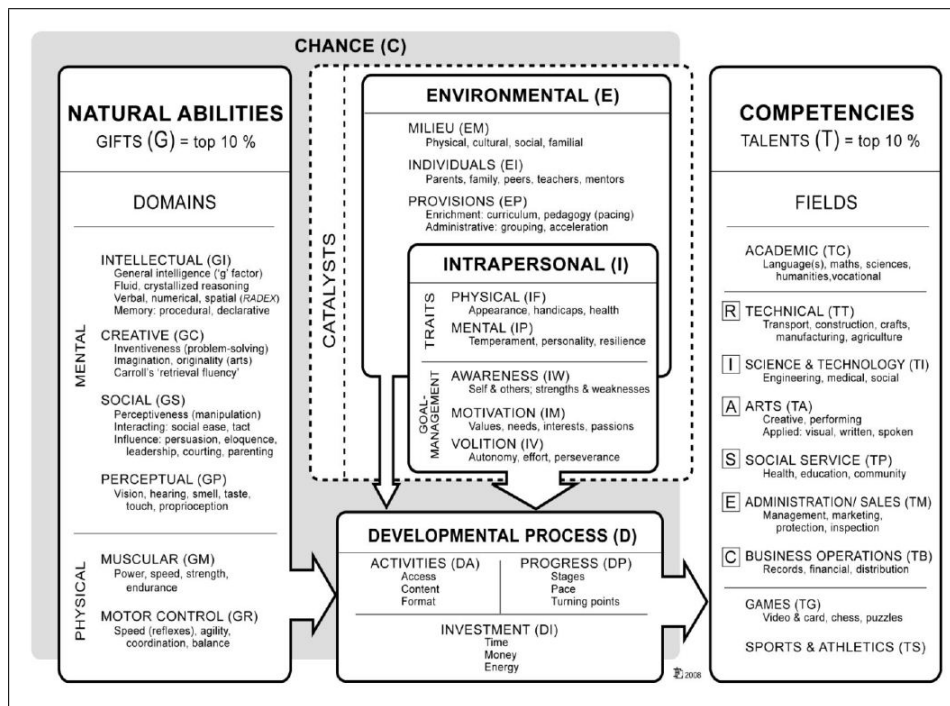 CHANCE (C)
NATURAL ABILITIES
GIFTS (G) = top 10 %
DOMAINS
MENTAL
INTELLECTUAL (GI)
General intelligence ('g' factor)
Fluid, crystallized reasoning
Verbal, numerical, spatial (RADEX)
Memory: procedural, declarative
CREATIVE (GC)
Inventiveness (problem-solving)
Imagination, originality (arts)
Carroll's 'retrieval fluency'
SOCIAL (GS)
Perceptiveness (manipulation)
Interacting: social ease, tact
Influence: persuasion, eloquence,
leadership, courting, parenting
PERCEPTUAL (GP)
Vision, hearing, smell, taste,
touch, proprioception
PHYSICAL
MUSCULAR (GM)
Power, speed, strength,
endurance
MOTOR CONTROL (GR)
Speed (reflexes), agility,
coordination, balance
CATALYSTS
ENVIRONMENTAL (E)
MILIEU (EM)
Physical, cultural, social, familial
INDIVIDUALS (EI)
Parents, family, peers, teachers, mentors
PROVISIONS (EP)
Enrichment: curriculum, pedagogy (pacing)
Administrative: grouping, acceleration
INTRAPERSONAL (I)
TRAITS
PHYSICAL (IF)
Appearance, handicaps, health
MENTAL (IP)
Temperament, personality, resilience
GOAL-
MANAGEMENT
AWARENESS (IW)
Self & others; strengths & weaknesses
MOTIVATION (IM)
Values, needs, interests, passions
VOLITION (IV)
Autonomy, effort, perseverance
DEVELOPMENTAL PROCESS (D)
ACTIVITIES (DA)
Access
Content
Format
PROGRESS (DP)
Stages
Pace
Turning points
INVESTMENT (DI)
Time
Money
Energy
2008
COMPETENCIES
TALENTS (T) = top 10 %
FIELDS
ACADEMIC (TC)
Language(s), maths, sciences,
humanities,vocational
R TECHNICAL (TT)
Transport, construction, crafts,
manufacturing, agriculture
I SCIENCE & TECHNOLOGY (TI)
Engineering, medical, social
A ARTS (TA)
Creative, performing
Applied: visual, written, spoken
S SOCIAL SERVICE (TP)
Health, education, community
E ADMINISTRATION/ SALES (TM)
Management, marketing,
protection, inspection
C BUSINESS OPERATIONS (TB)
Records, financial, distribution
GAMES (TG)
Video & card, chess, puzzles
SPORTS & ATHLETICS (TS)